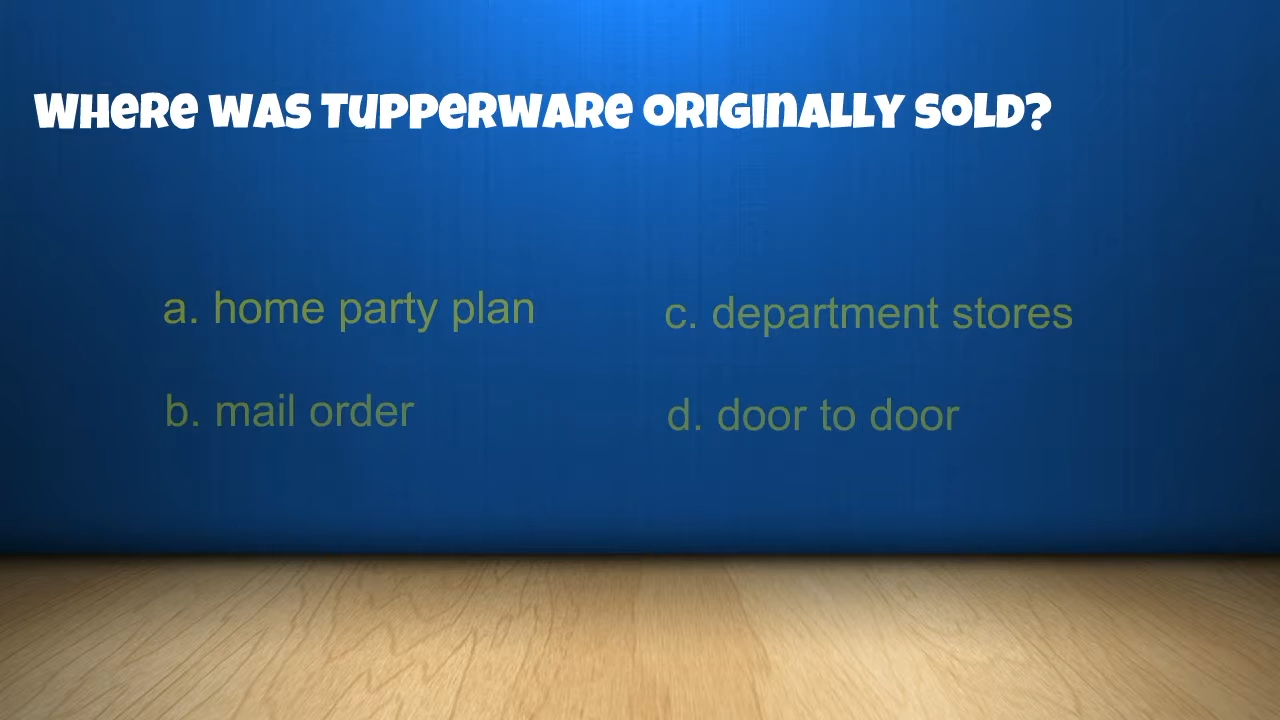 WHeRe WAS TuPPeRWARe ORIGInALLY SOLD?
a. home party plan
b. mail order
c. department stores
d. door to door